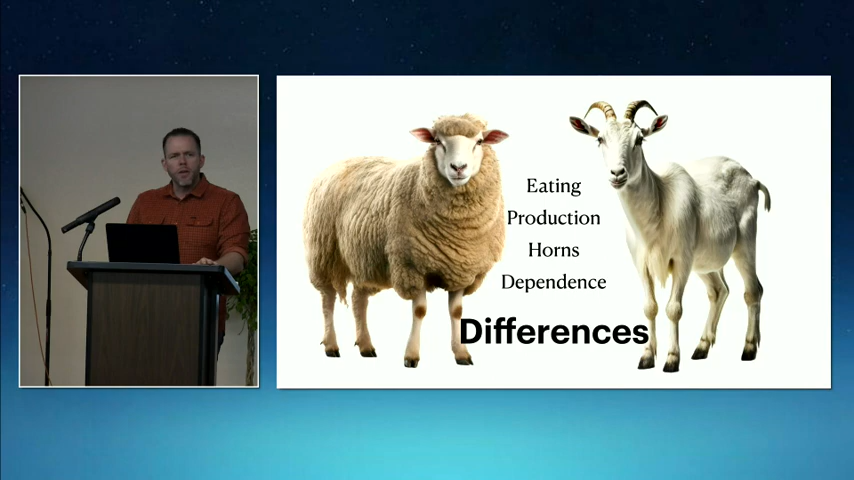 Eating
Production
Horns
Dependence
Differences